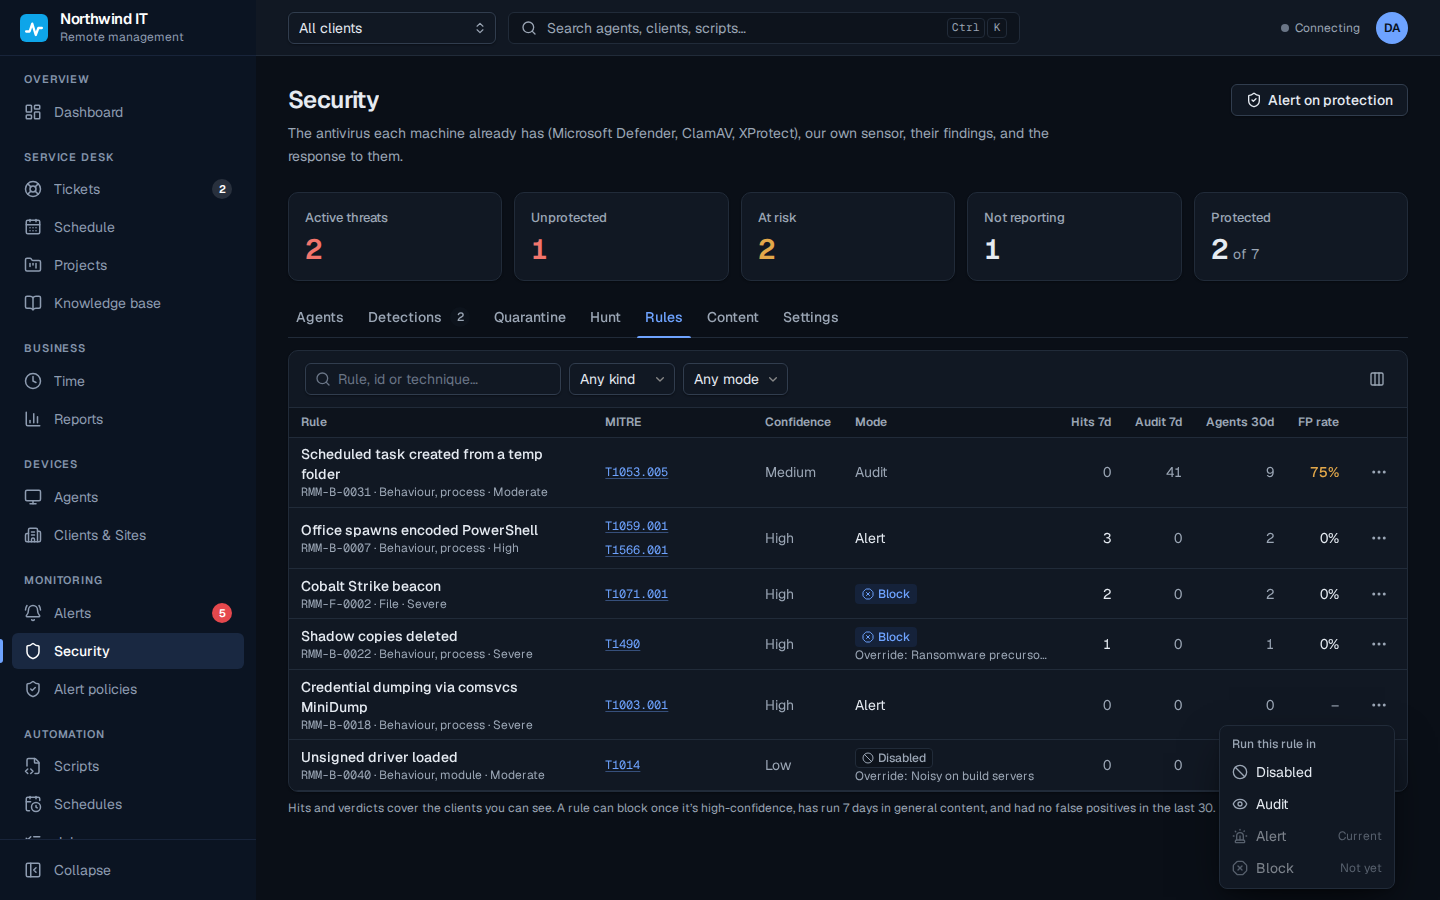 Northwind IT
Remote management
All clients
Search agents, clients, scripts...
Ctrl K
Connecting
DA
OVERVIEW
Dashboard
SERVICE DESK
Tickets 2
Schedule
Projects
Knowledge base
BUSINESS
Time
Reports
DEVICES
Agents
Clients & Sites
MONITORING
Alerts 5
Security
Alert policies
AUTOMATION
Scripts
Schedules
Collapse
Security
Alert on protection
The antivirus each machine already has (Microsoft Defender, ClamAV, XProtect), our own sensor, their findings, and the
response to them.
Active threats
2
Unprotected
1
At risk
2
Not reporting
1
Protected
2 of 7
Agents Detections 2 Quarantine Hunt Rules Content Settings
Rule, id or technique...
Any kind
Any mode
Rule MITRE Confidence Mode Hits 7d Audit 7d Agents 30d FP rate
Scheduled task created from a temp
folder
RMM-B-0031 · Behaviour, process · Moderate
T1053.005 Medium Audit 0 41 9 75%
Office spawns encoded PowerShell
RMM-B-0007 · Behaviour, process · High
T1059.001
T1566.001
High Alert 3 0 2 0%
Cobalt Strike beacon
RMM-F-0002 · File · Severe
T1071.001 High Block 2 0 2 0%
Shadow copies deleted
RMM-B-0022 · Behaviour, process · Severe
T1490 High Block 1 0 1 0%
Override: Ransomware precurso...
Credential dumping via comsvcs
MiniDump
RMM-B-0018 · Behaviour, process · Severe
T1003.001 High Alert 0 0 0 –
Unsigned driver loaded
RMM-B-0040 · Behaviour, module · Moderate
T1014 Low Disabled 0 0
Override: Noisy on build servers
Hits and verdicts cover the clients you can see. A rule can block once it's high-confidence, has run 7 days in general content, and had no false positives in the last 30.
Run this rule in
Disabled
Audit
Alert Current
Block Not yet